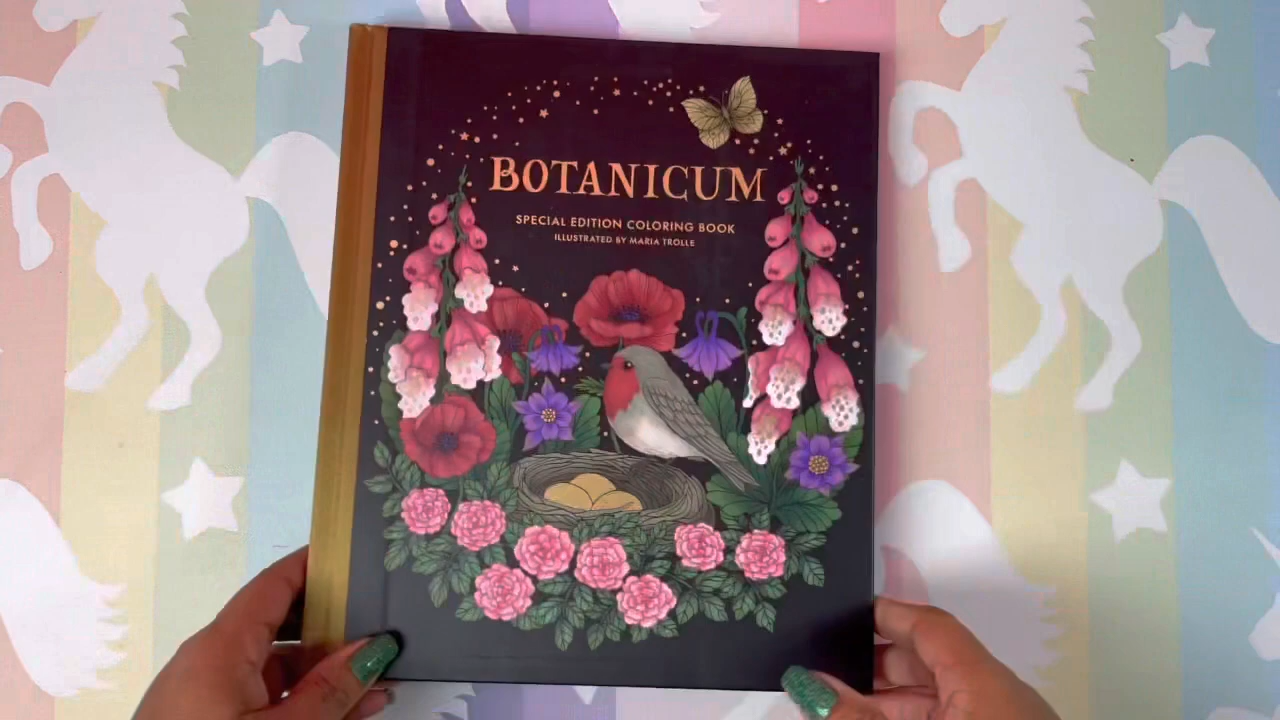 BOTANICUM
SPECIAL EDITION COLORING BOOK
ILLUSTRATED BY MARIA TROLLE